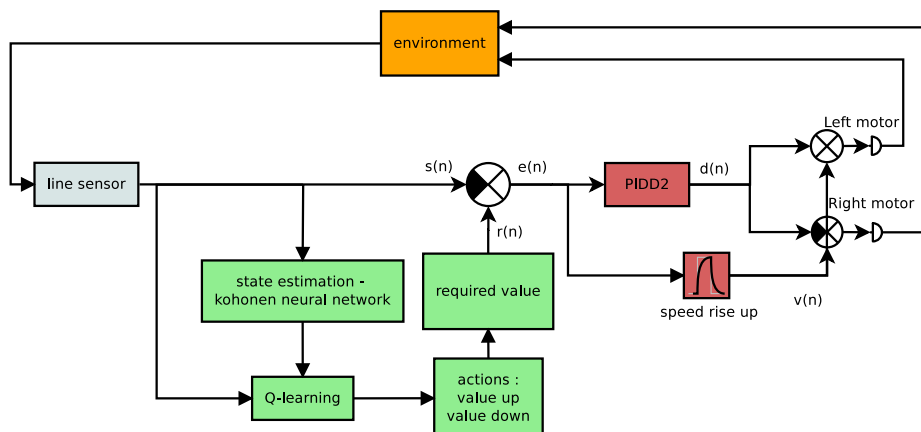 environment
Left motor
line sensor
s(n)
e(n)
PIDD2
d(n)
Right motor
r(n)
state estimation -
kohonen neural network
required value
speed rise up
v(n)
Q-learning
actions :
value up
value down